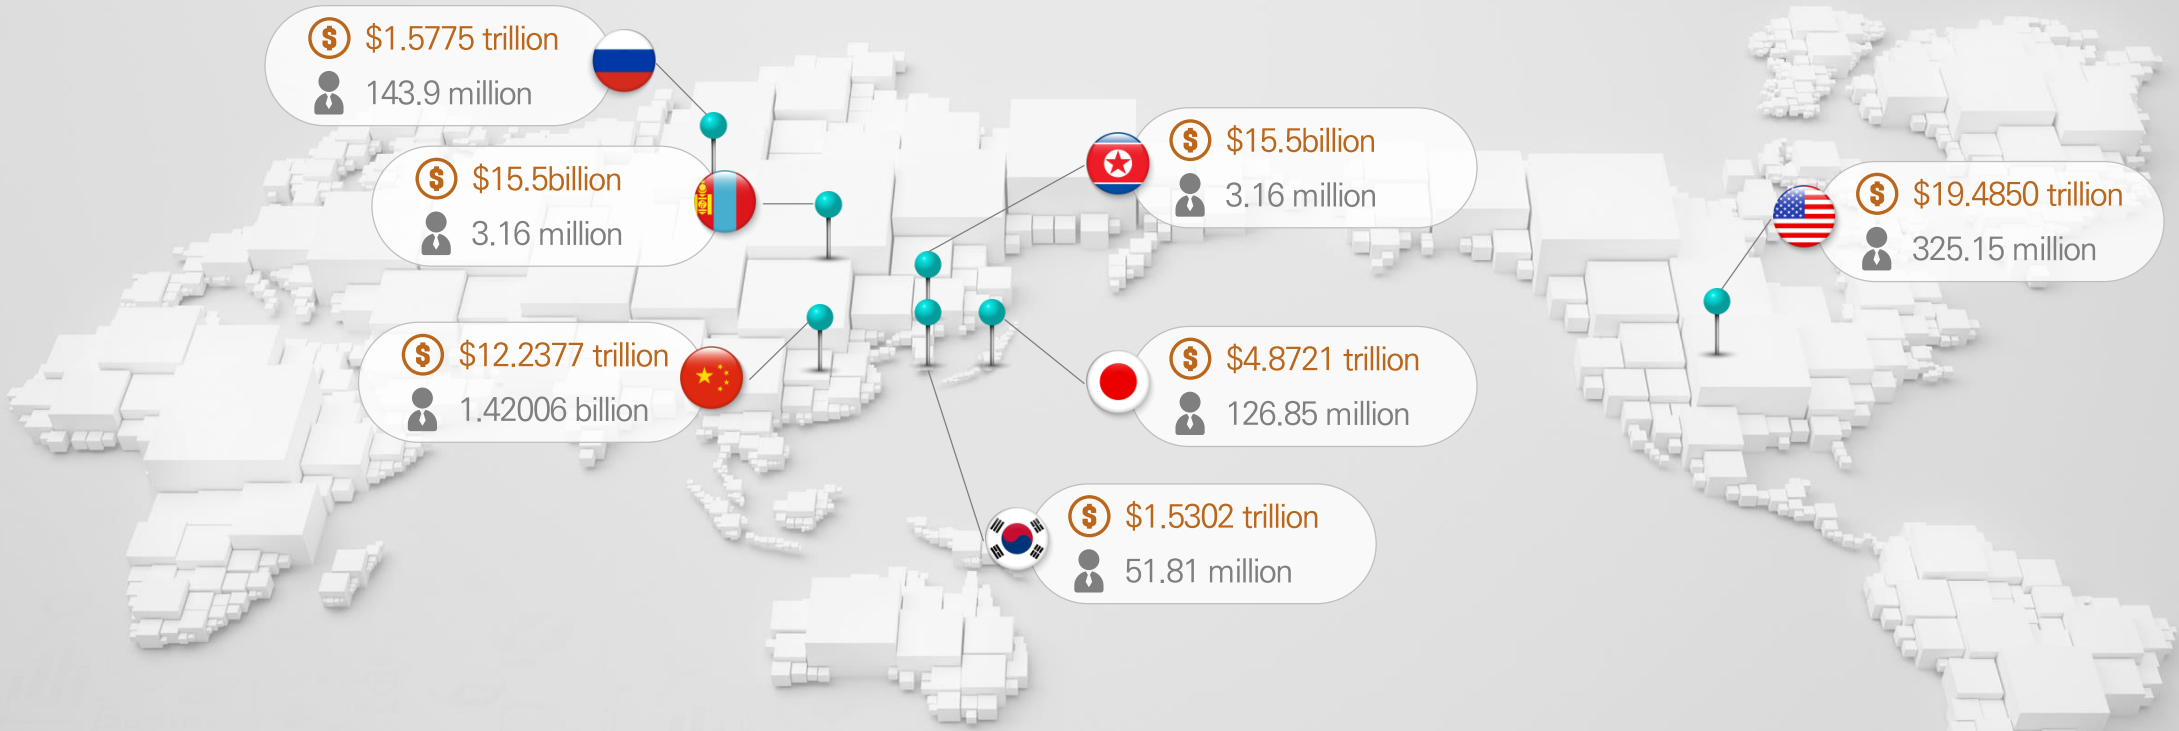 $1.5775 trillion
143.9 million
$15.5billion
3.16 million
$12.2377 trillion
1.42006 billion
$15.5billion
3.16 million
$4.8721 trillion
126.85 million
$1.5302 trillion
51.81 million
$19.4850 trillion
325.15 million